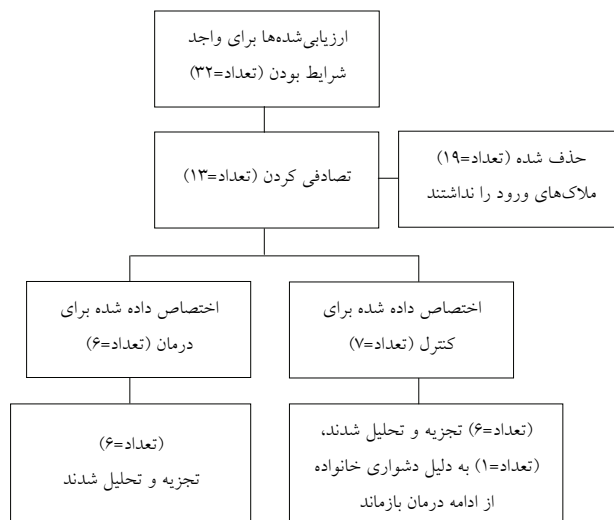 ارزیابی‌شده‌ها برای واجد
شرایط بودن (تعداد=۳۲)
تصادفی کردن (تعداد=۱۳)
حذف شده (تعداد=۱۹)
ملاک‌های ورود را نداشتند
اختصاص داده شده برای
کنترل (تعداد=۷)
اختصاص داده شده برای
درمان (تعداد=۶)
(تعداد=۶) تجزیه و تحلیل شدند،
(تعداد=۱) به دلیل دشواری خانواده
از ادامه درمان بازماند
(تعداد=۶)
تجزیه و تحلیل شدند